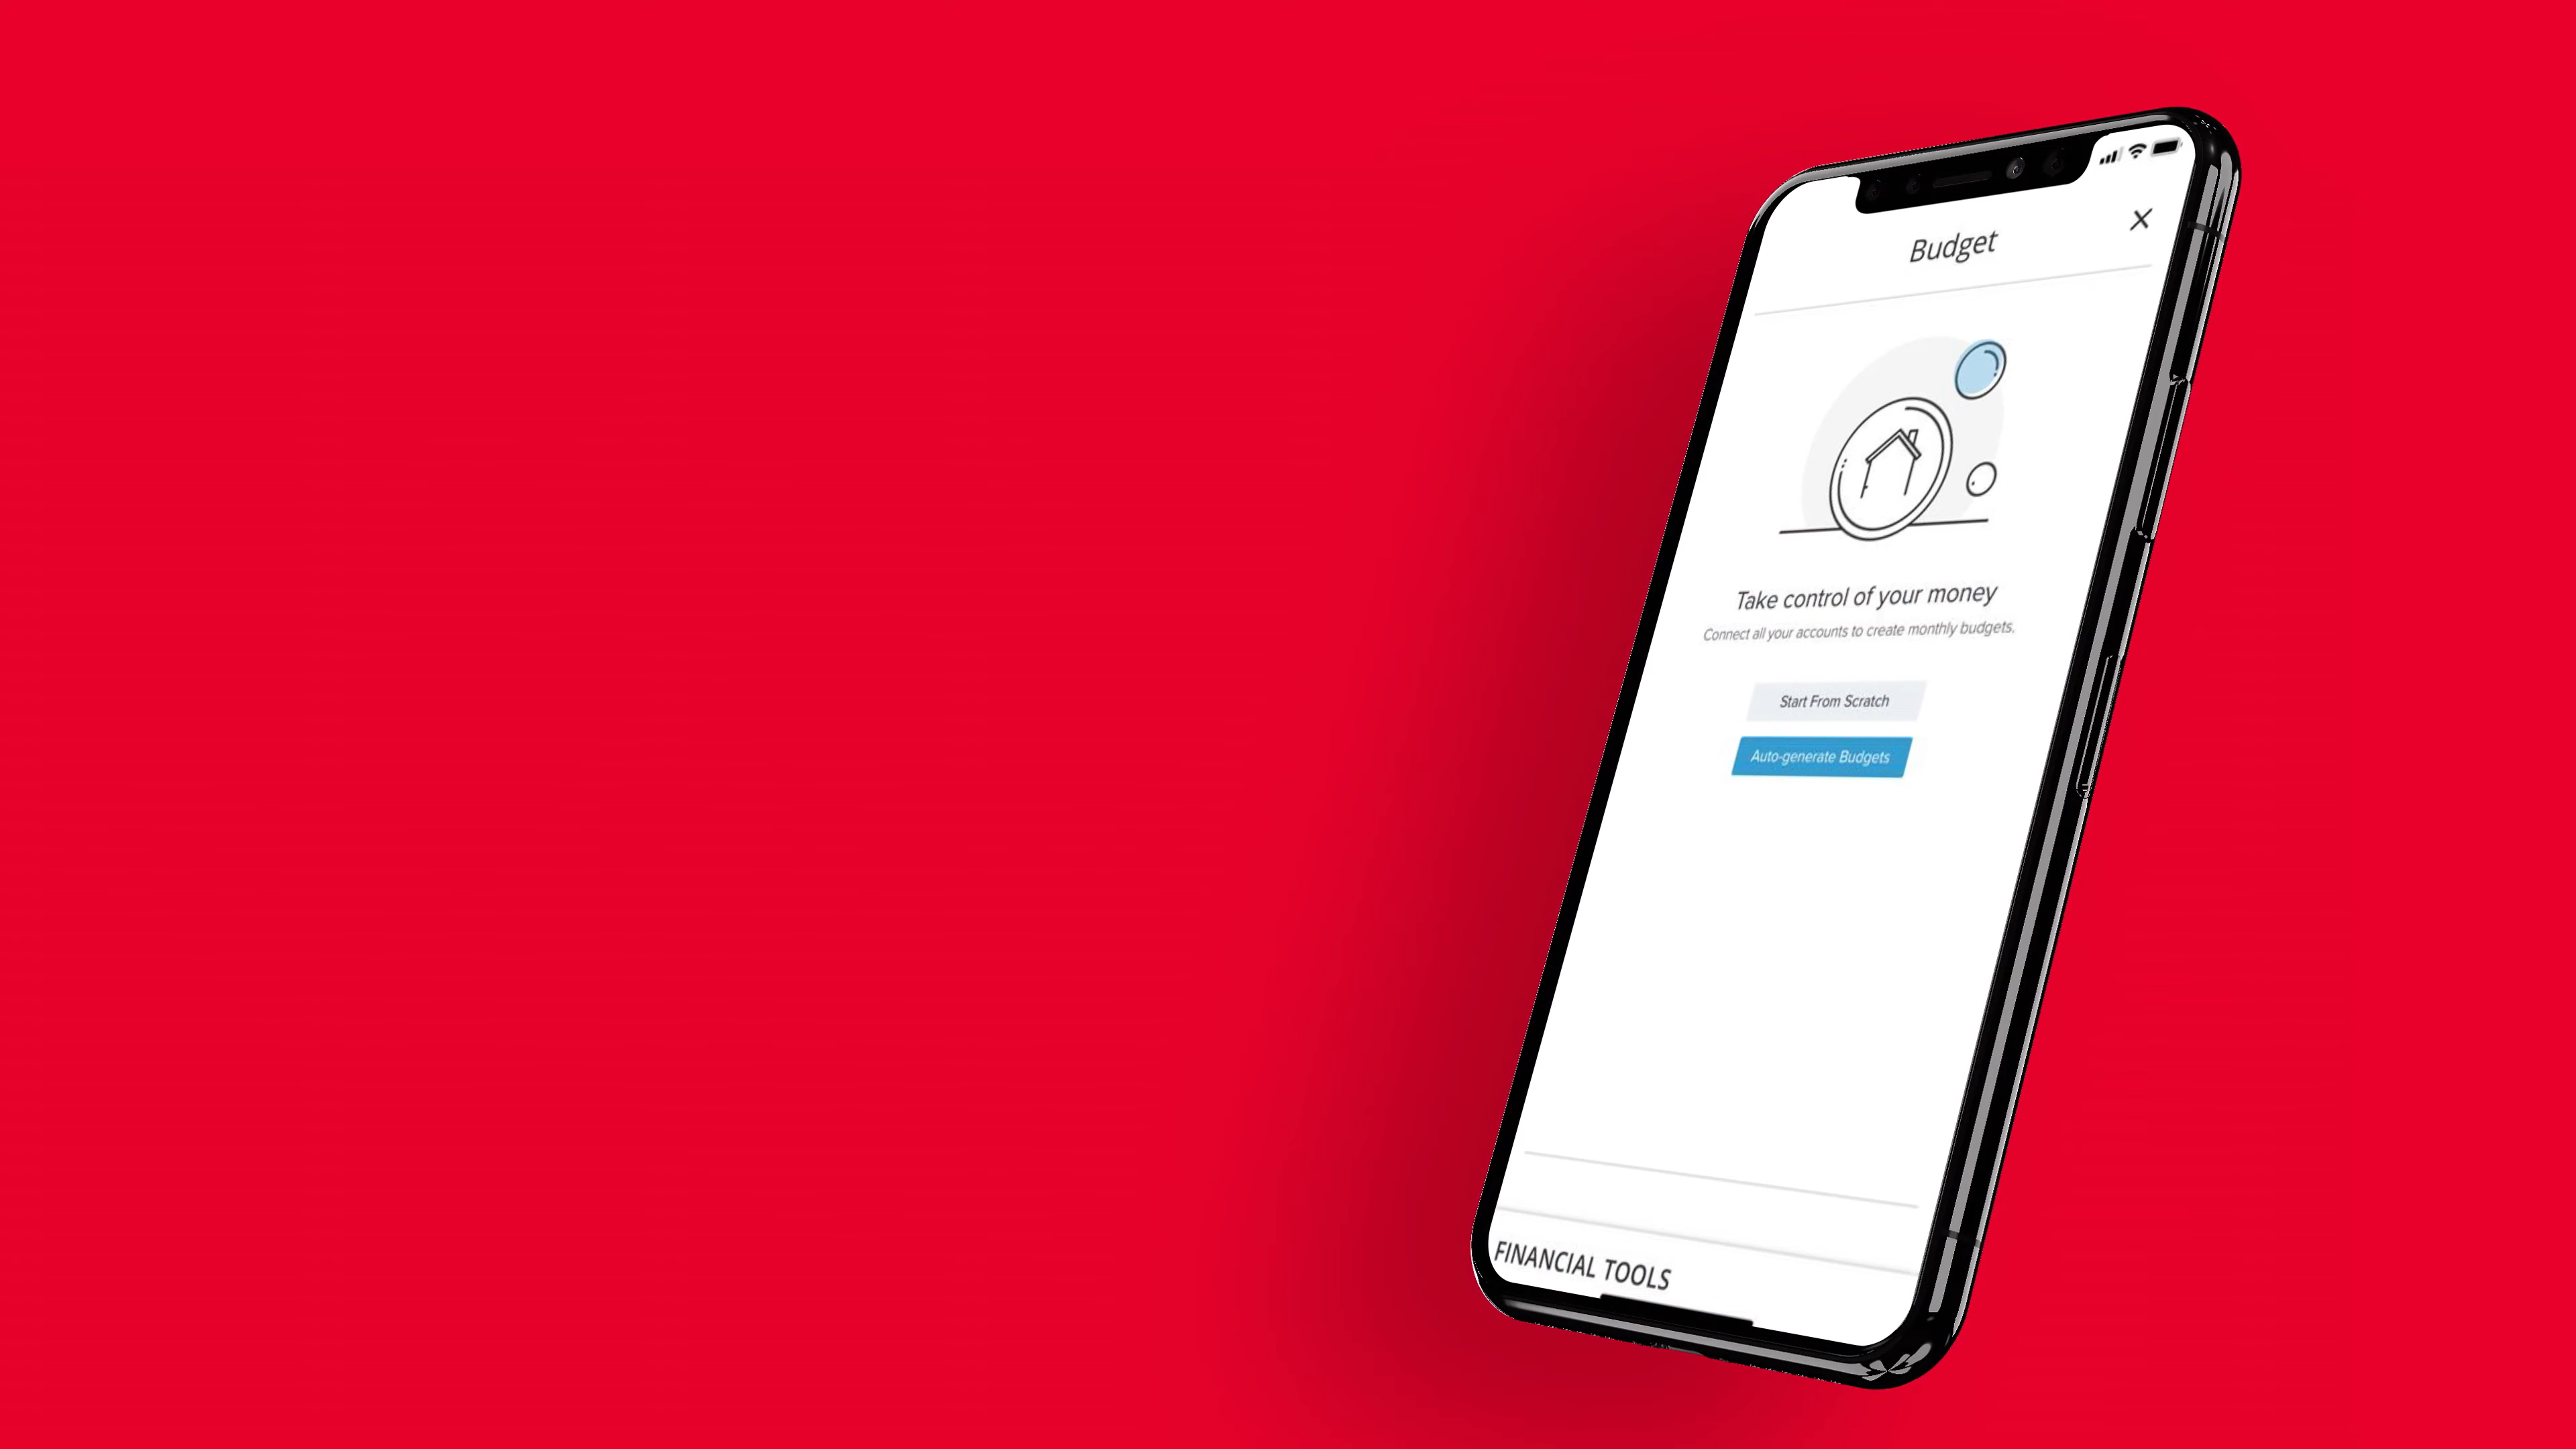 Budget
Take control of your money
Connect all your accounts to create monthly budgets.
Start From Scratch
Auto-generate Budgets
FINANCIAL TOOLS